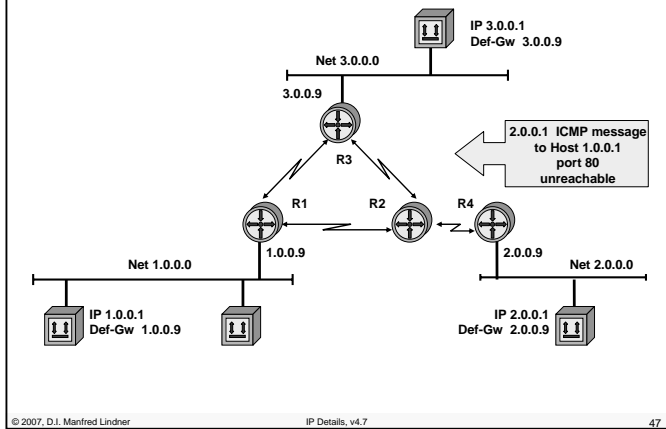 IP 3.0.0.1
Def-Gw 3.0.0.9
Net 3.0.0.0
3.0.0.9
2.0.0.1 ICMP message
to Host 1.0.0.1
port 80
unreachable
R3
R1
R2
R4
1.0.0.9
2.0.0.9
Net 1.0.0.0
Net 2.0.0.0
IP 1.0.0.1
Def-Gw 1.0.0.9
IP 2.0.0.1
Def-Gw 2.0.0.9
© 2007, D.I. Manfred Lindner
IP Details, v4.7
47